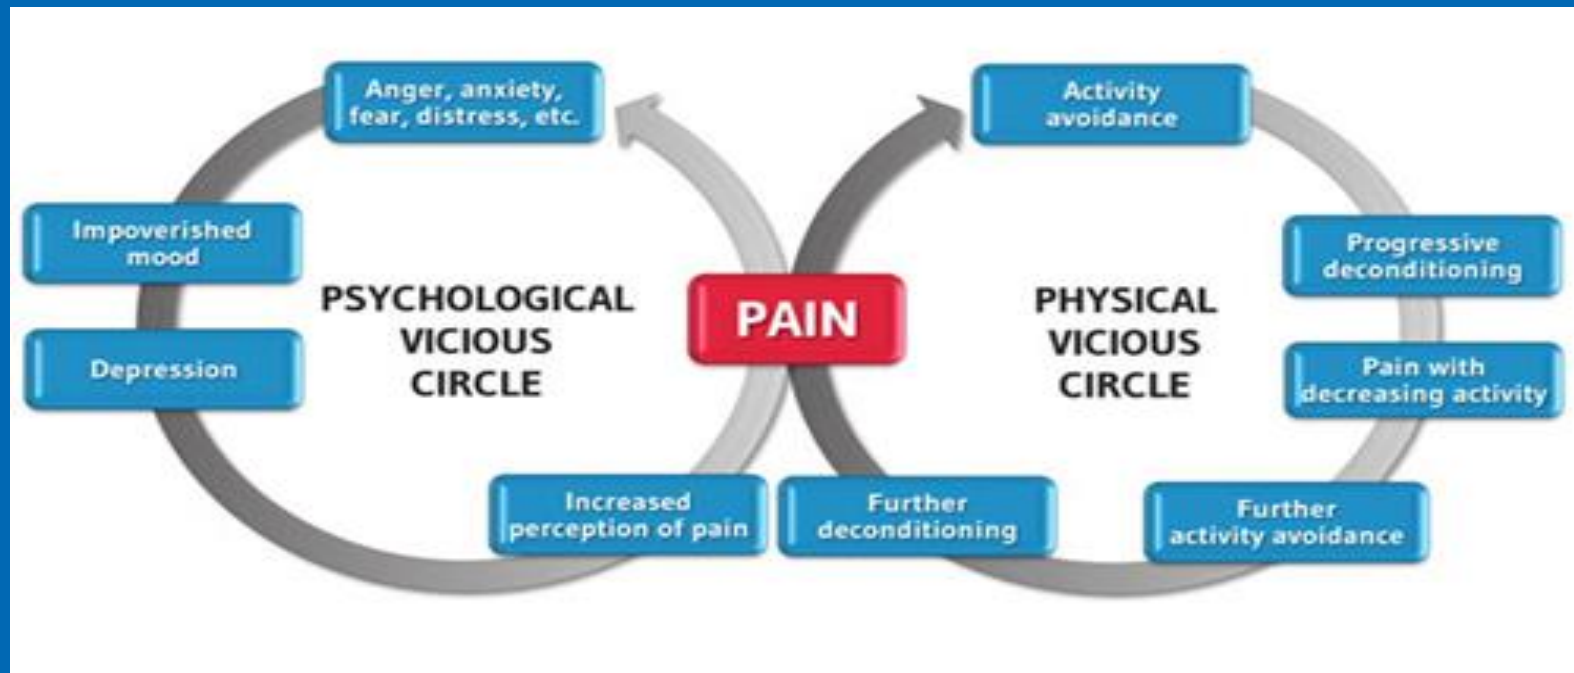 Anger, anxiety,
fear, distress, etc.
Impoverished
mood
Depression
Increased
perception of pain
PSYCHOLOGICAL
VICIOUS
CIRCLE
PAIN
Activity
avoidance
Progressive
deconditioning
Pain with
decreasing activity
Further
activity avoidance
Further
deconditioning
PHYSICAL
VICIOUS
CIRCLE